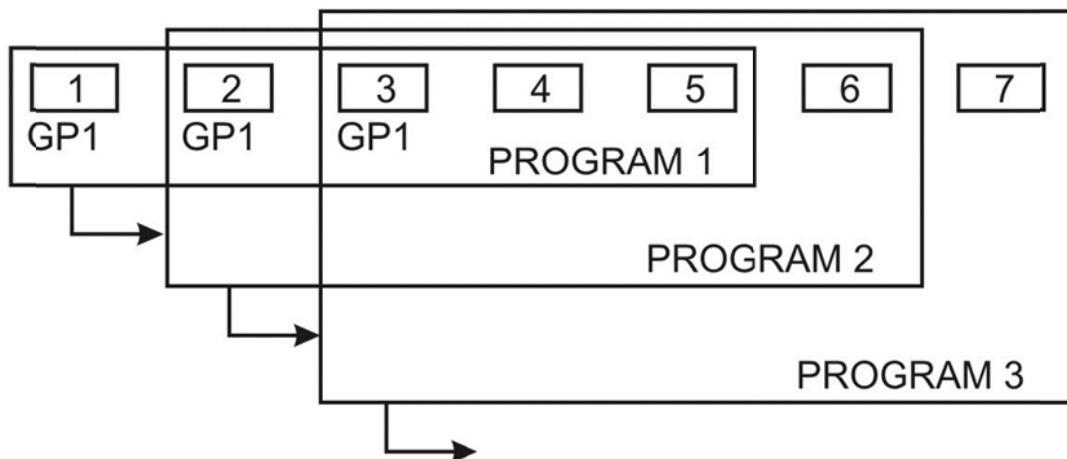 1 2 3 4 5 6 7
GP1 GP1 GP1
PROGRAM 1
PROGRAM 2
PROGRAM 3